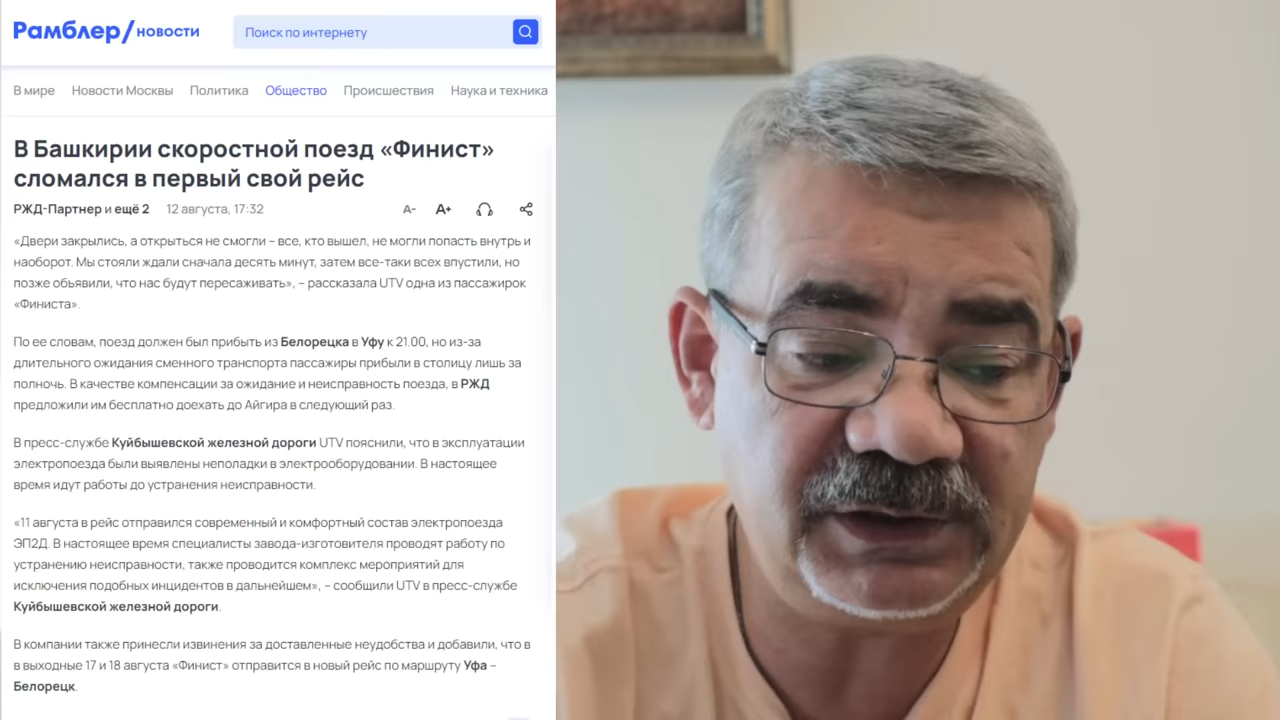 Рамблер/новости
Поиск по интернету
В мире Новости Москвы Политика Общество Происшествия Наука и техника
В Башкирии скоростной поезд «Финист»
сломался в первый свой рейс
РЖД-Партнер и ещё 2 12 августа, 17:32 A- A+
«Двери закрылись, а открыться не смогли – все, кто вышел, не могли попасть внутрь и
наоборот. Мы стояли ждали сначала десять минут, затем все-таки всех впустили, но
позже объявили, что нас будут пересаживать», – рассказала UTV одна из пассажирок
«Финиста».
По ее словам, поезд должен был прибыть из Белорецка в Уфу к 21.00, но из-за
длительного ожидания сменного транспорта пассажиры прибыли в столицу лишь за
полночь. В качестве компенсации за ожидание и неисправность поезда, в РЖД
предложили им бесплатно доехать до Айгира в следующий раз.
В пресс-службе Куйбышевской железной дороги UTV пояснили, что в эксплуатации
электропоезда были выявлены неполадки в электрооборудовании. В настоящее
время идут работы до устранения неисправности.
«11 августа в рейс отправился современный и комфортный состав электропоезда
ЭП2Д. В настоящее время специалисты завода-изготовителя проводят работу по
устранению неисправности, также проводится комплекс мероприятий для
исключения подобных инцидентов в дальнейшем», – сообщили UTV в пресс-службе
Куйбышевской железной дороги.
В компании также принесли извинения за доставленные неудобства и добавили, что в
в выходные 17 и 18 августа «Финист» отправится в новый рейс по маршруту Уфа –
Белорецк.